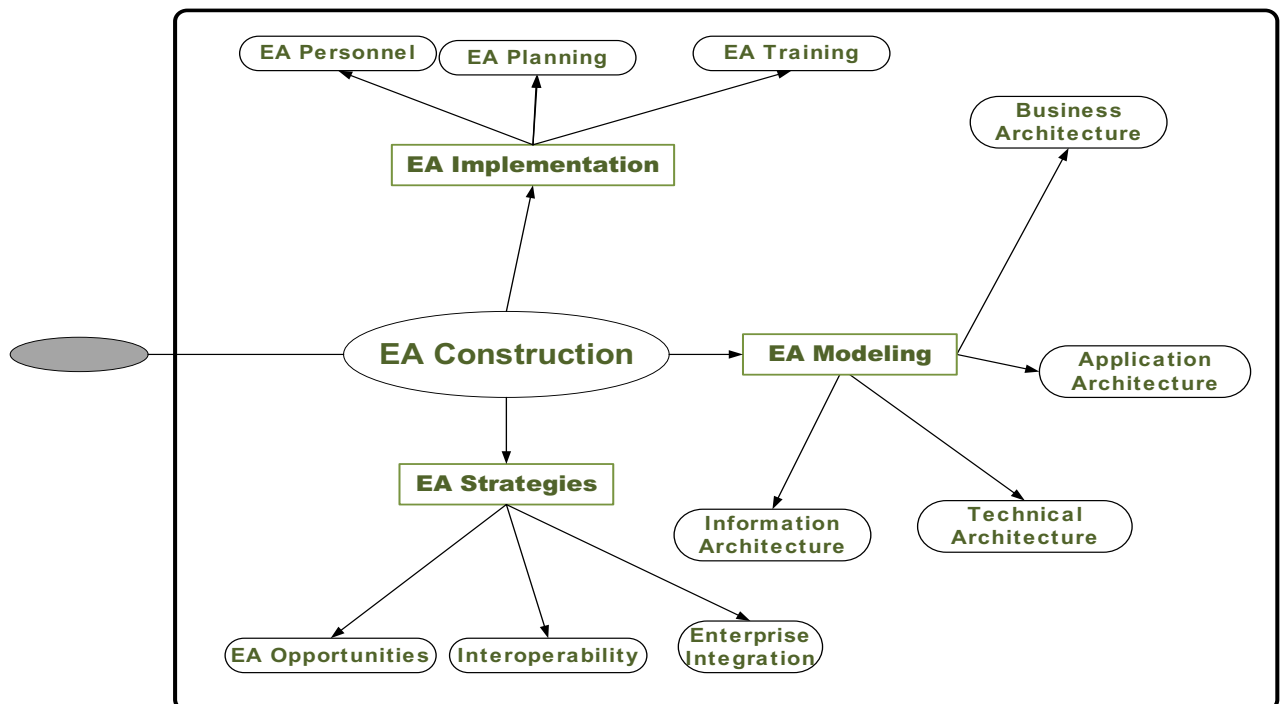 EA Personnel
EA Planning
EA Training
Business
Architecture
EA Implementation
EA Construction
EA Modeling
Application
Architecture
EA Strategies
Information
Architecture
Technical
Architecture
EA Opportunities
Interoperability
Enterprise
Integration